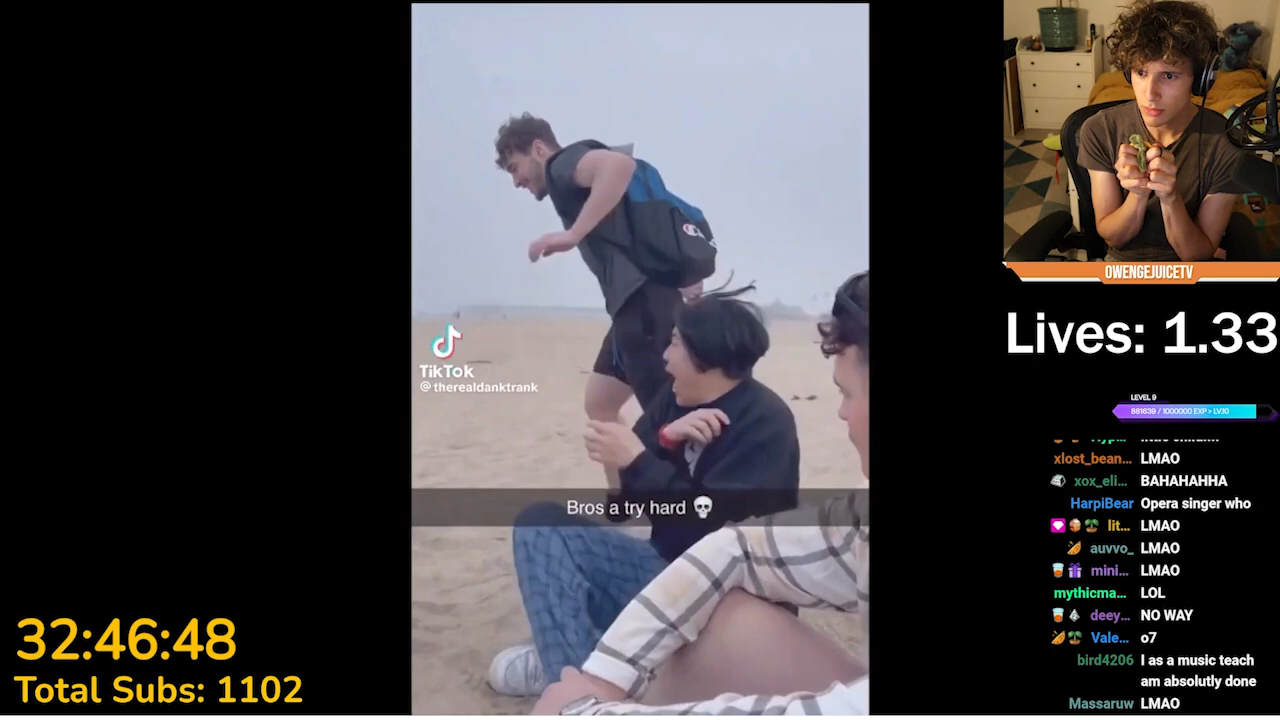 TikTok
@therealdanktrank
Bros a try hard 💀
32:46:48
Total Subs: 1102
OWENGEJUICETV
Lives: 1.33
LEVEL 9
881639 / 1000000 EXP > LV.10
xlost_bean... LMAO
xox_eli... BAHAHAHHA
HarpiBear Opera singer who
lit... LMAO
auvvo_ LMAO
mini... LMAO
mythicma... LOL
deey... NO WAY
Vale... o7
bird4206 I as a music teach
am absolutly done
Massaruw LMAO